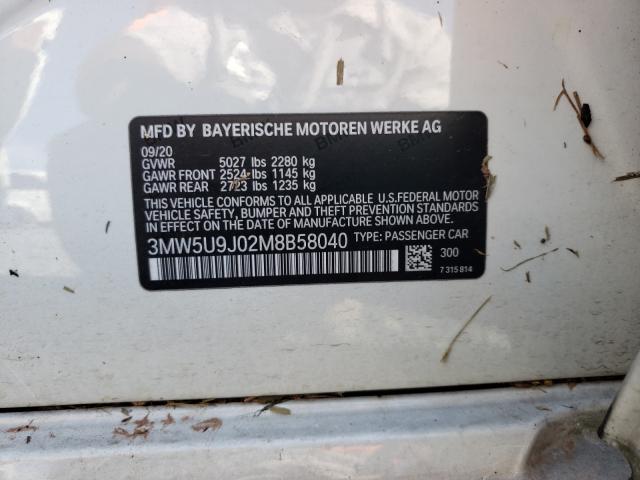 MFD BY BAYERISCHE MOTOREN WERKE AG
09/20
GVWR 5027 lbs 2280 kg
GAWR FRONT 2524 lbs 1145 kg
GAWR REAR 2723 lbs 1235 kg
THIS VEHICLE CONFORMS TO ALL APPLICABLE U.S.FEDERAL MOTOR
VEHICLE SAFETY, BUMPER AND THEFT PREVENTION STANDARDS
IN EFFECT ON THE DATE OF MANUFACTURE SHOWN ABOVE.
3MW5U9J02M8B58040 TYPE: PASSENGER CAR
300
7 315 814